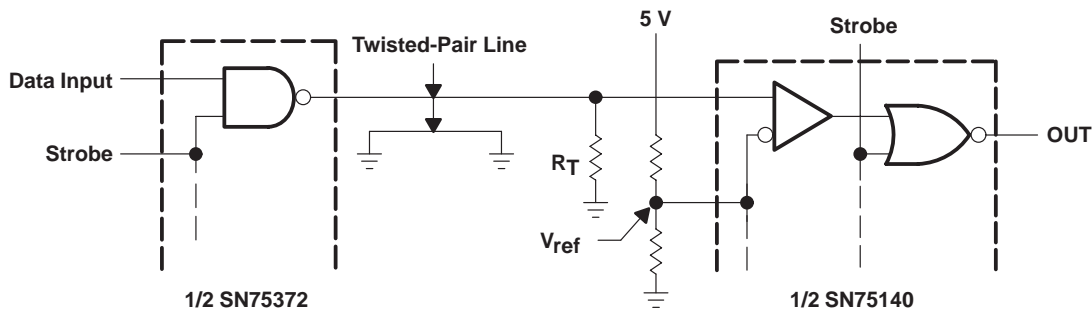 5 V
Strobe
Twisted-Pair Line
Data Input
Strobe
RT
Vref
OUT
1/2 SN75372
1/2 SN75140